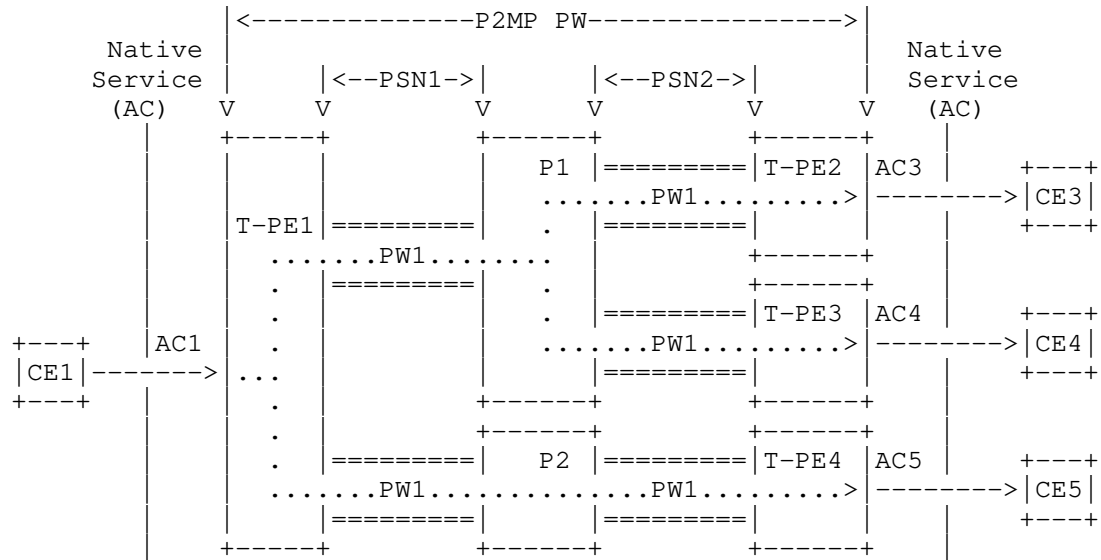 |<--------------P2MP PW---------------->|
Native | | Native
Service | |<--PSN1->| |<--PSN2->| | Service
(AC) V V V V V V (AC)
| +-----+ +------+ +------+ |
| | | | P1 |=========|T-PE2 |AC3 | +---+
| | | | .......PW1.........>|-------->|CE3|
| |T-PE1|=========| . |=========| | | +---+
| | .......PW1........ | +------+ |
| | . |=========| . | +------+ |
| | . | | . |=========|T-PE3 |AC4 | +---+
+---+ |AC1 | . | | .......PW1.........>|-------->|CE4|
|CE1|------->|... | | |=========| | | +---+
+---+ | | . | +------+ +------+ |
| | . | +------+ +------+ |
| | . |=========| P2 |=========|T-PE4 |AC5 | +---+
| | .......PW1..............PW1.........>|-------->|CE5|
| | |=========| |=========| | | +---+
| +-----+ +------+ +------+ |